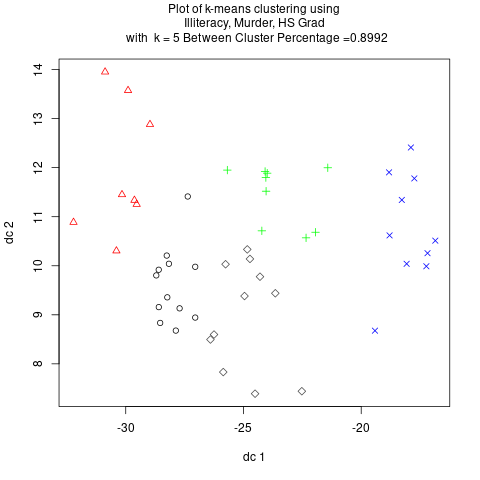 Plot of k-means clustering using
Illiteracy, Murder, HS Grad
with  k = 5 Between Cluster Percentage =0.8992
14
13
12
11
10
9
8
dc 2
-30
-25
-20
dc 1